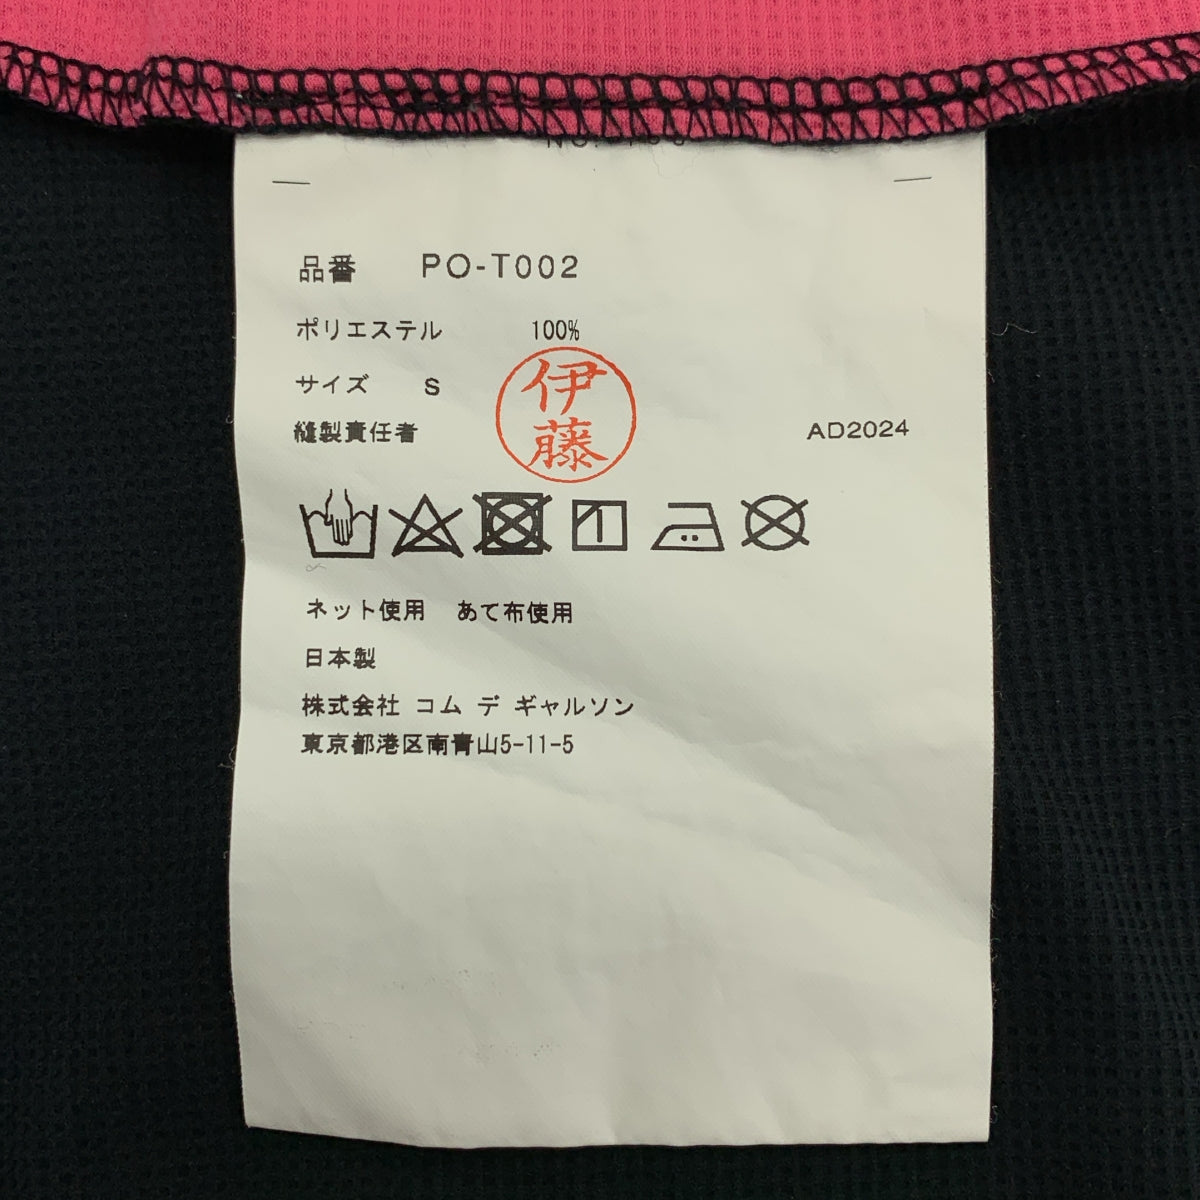 品番 PO-T002
ポリエステル 100%
サイズ S
縫製責任者 伊藤
AD2024
ネット使用 あて布使用
日本製
株式会社 コム デ ギャルソン
東京都港区南青山5-11-5